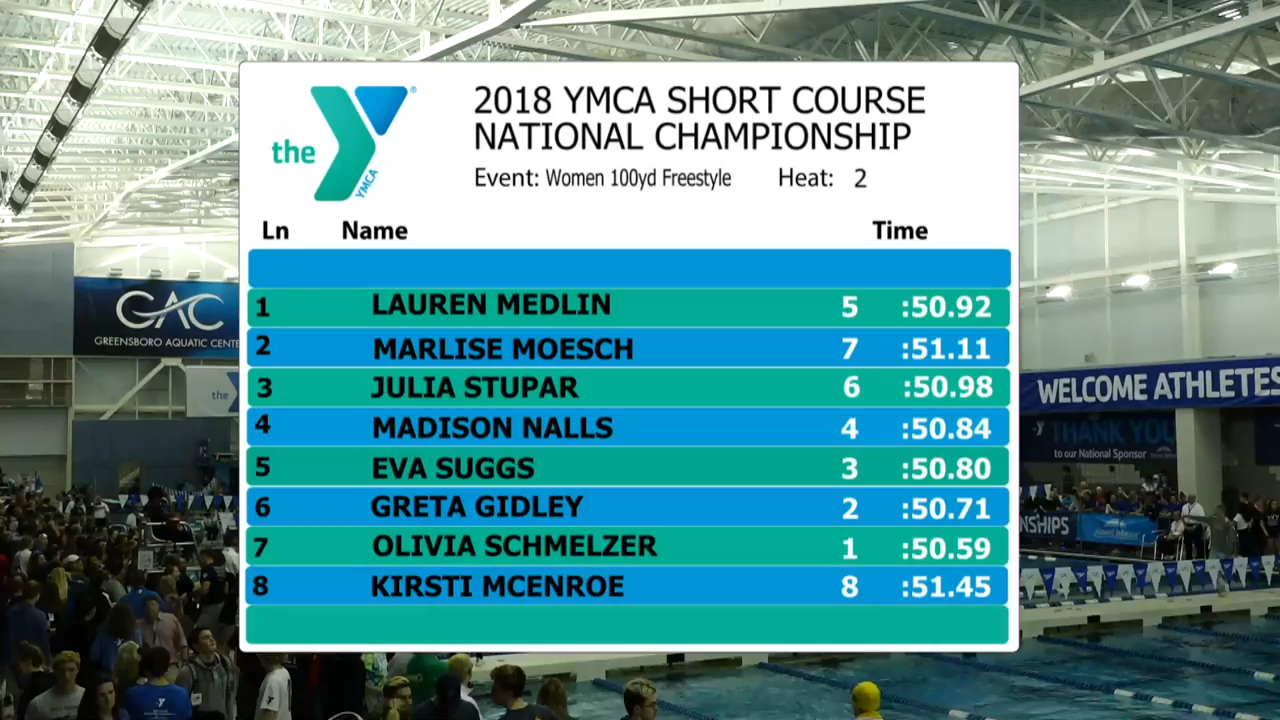 the
YMCA
®
2018 YMCA SHORT COURSE
NATIONAL CHAMPIONSHIP
Event: Women 100yd Freestyle Heat: 2
Ln Name Time
1 LAUREN MEDLIN 5 :50.92
2 MARLISE MOESCH 7 :51.11
3 JULIA STUPAR 6 :50.98
4 MADISON NALLS 4 :50.84
5 EVA SUGGS 3 :50.80
6 GRETA GIDLEY 2 :50.71
7 OLIVIA SCHMELZER 1 :50.59
8 KIRSTI MCENROE 8 :51.45
GAC
GREENSBORO AQUATIC CENTE
the
WELCOME ATHLETES
THANK YOU
to our National Sponsor
NSHIPS